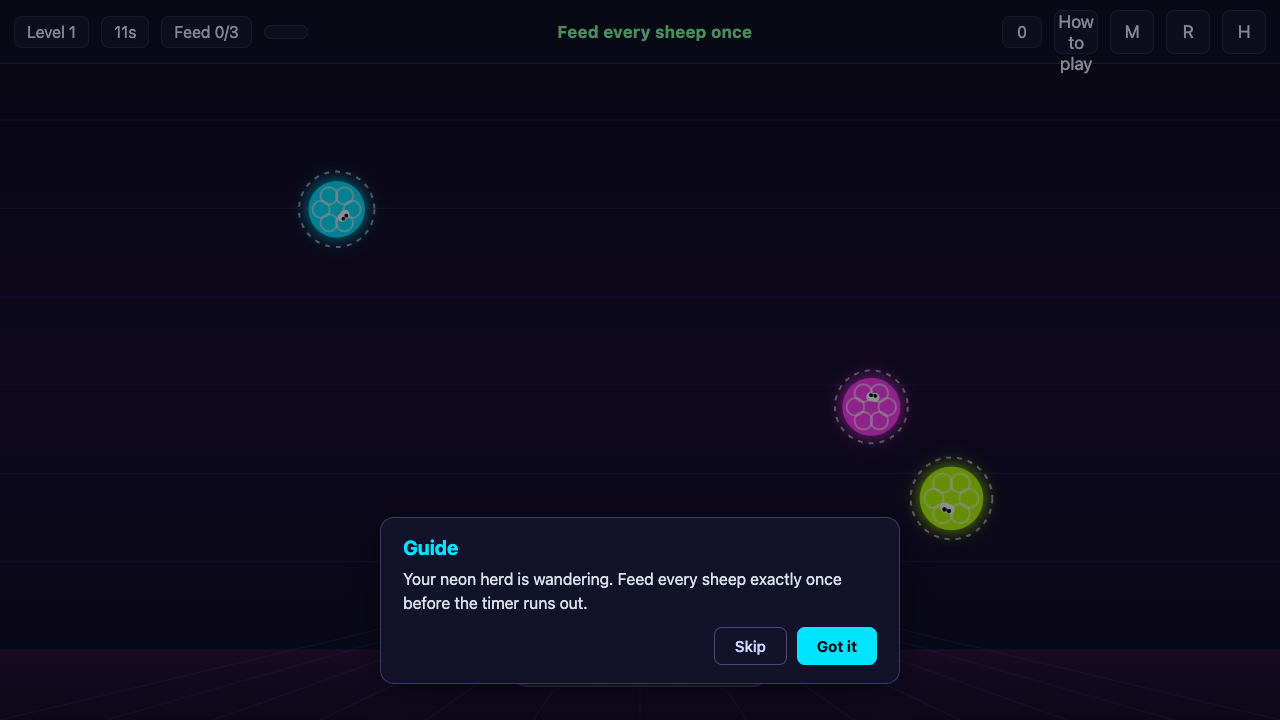 Level 1
11s
Feed 0/3
Feed every sheep once
0
How
to
play
M
R
H
Guide
Your neon herd is wandering. Feed every sheep exactly once
before the timer runs out.
Skip
Got it